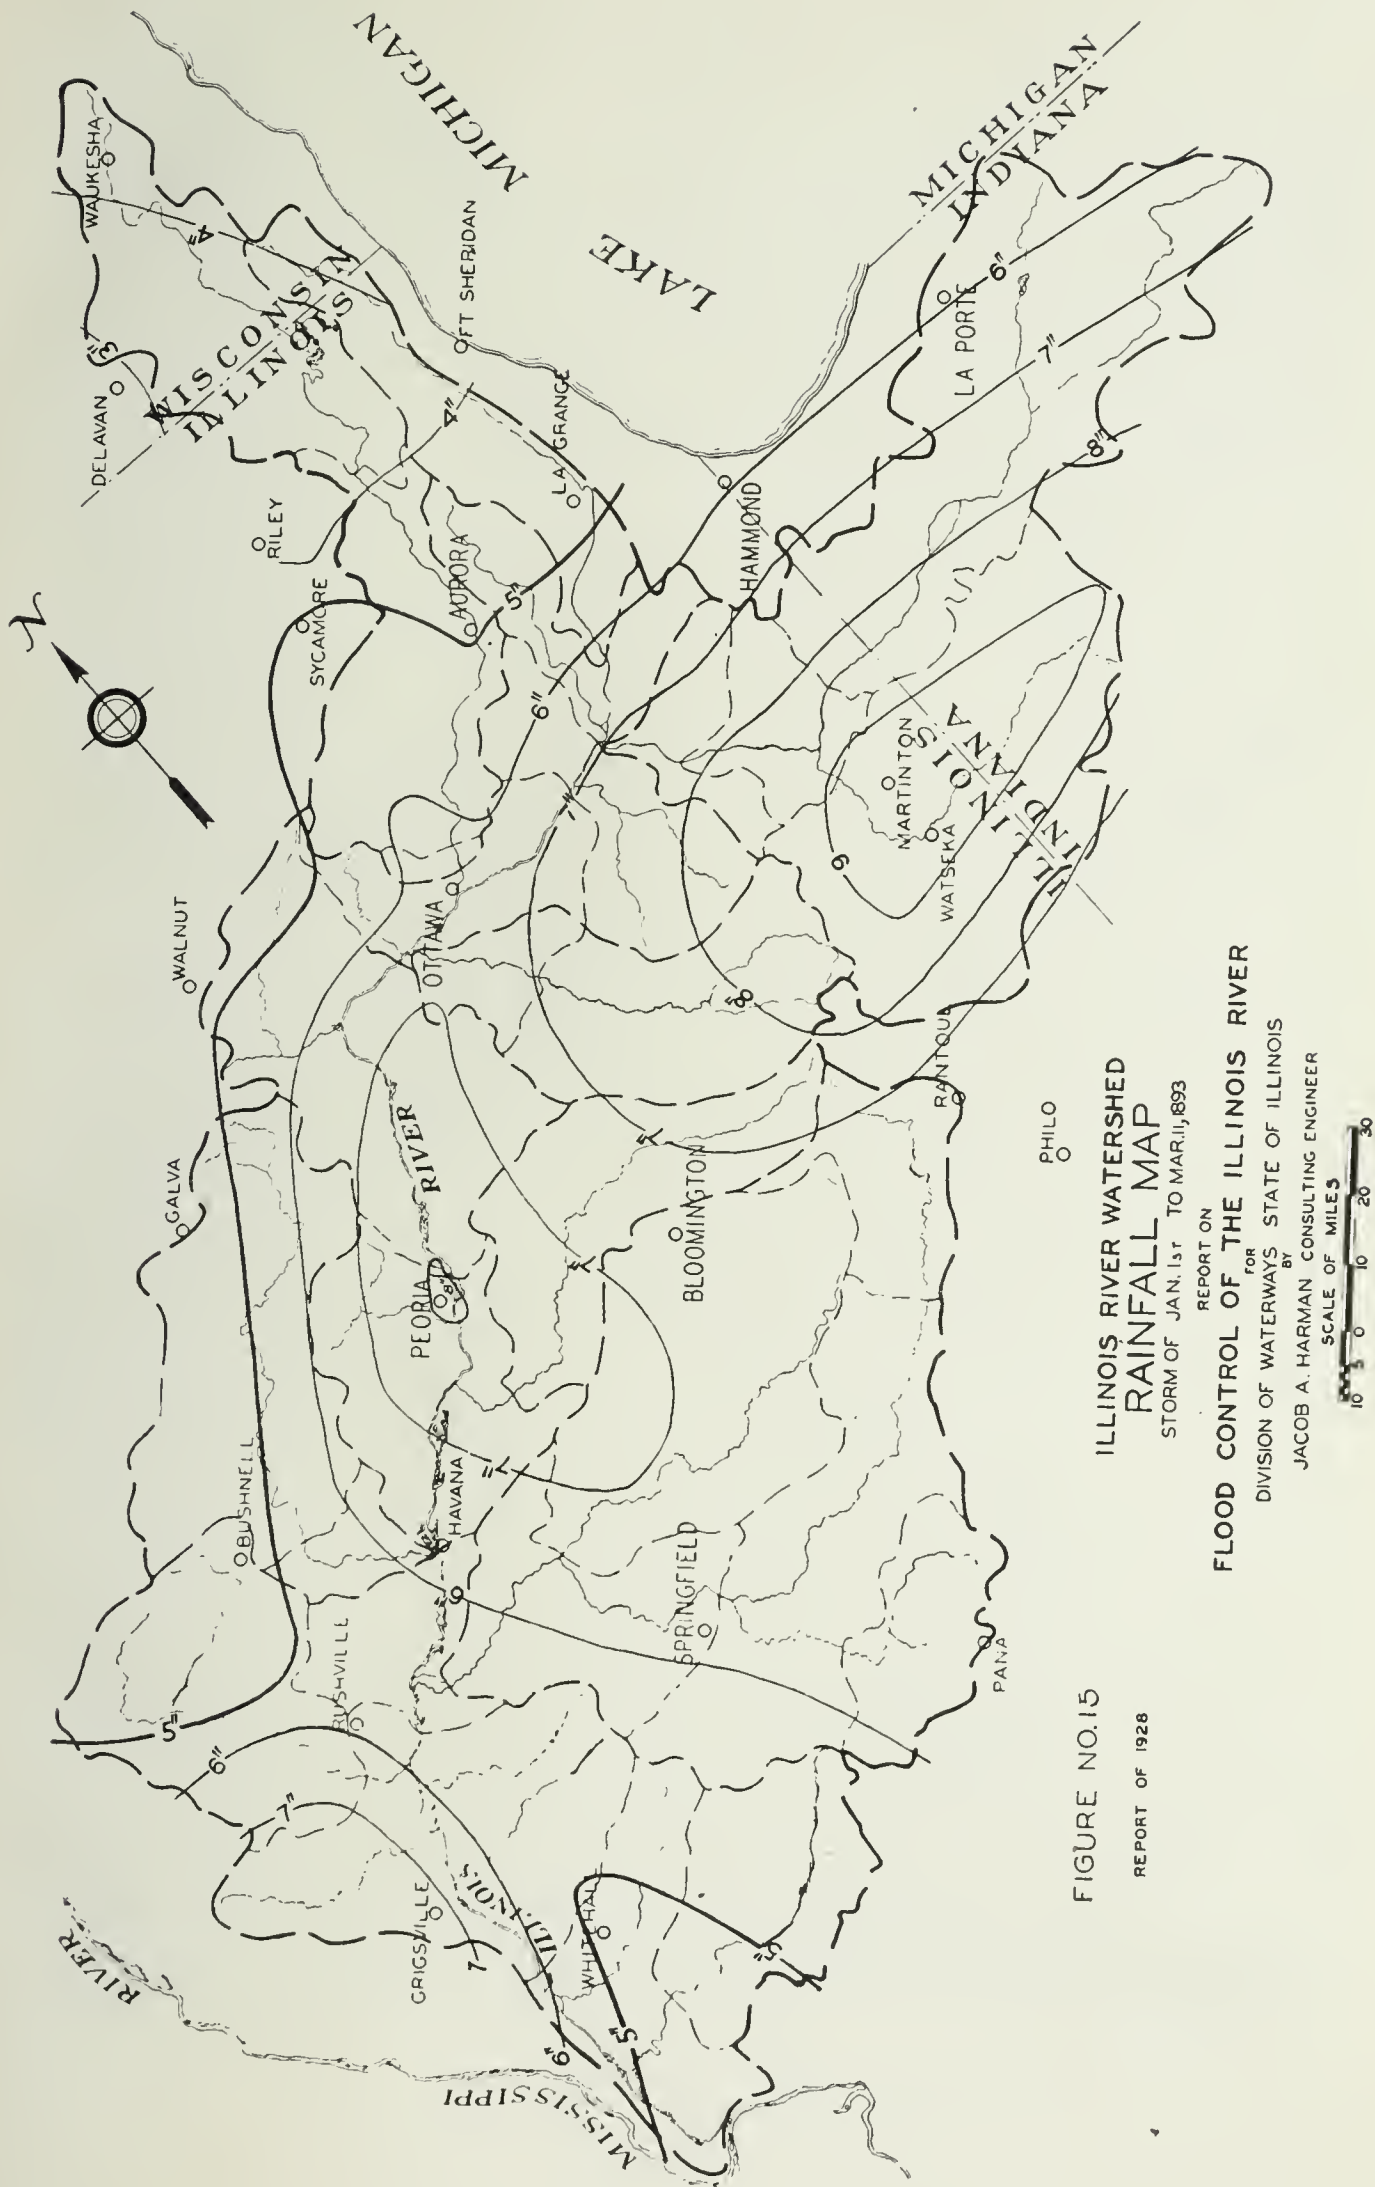 ILLINOIS RIVER WATERSHED
RAINFALL MAP
STORM OF JAN. 1ST TO MAR. 11, 1893
REPORT ON
FLOOD CONTROL OF THE ILLINOIS RIVER
FOR
DIVISION OF WATERWAYS STATE OF ILLINOIS
BY
JACOB A. HARMAN CONSULTING ENGINEER
SCALE OF MILES
10 5 0 10 20 30
FIGURE NO. 15
REPORT OF 1928
N
MISSISSIPPI
RIVER
ILLINOIS
RIVER
LAKE
MICHIGAN
WISCONSIN
ILLINOIS
MICHIGAN
INDIANA
ILLINOIS
INDIANA
WAUKESHA
DELAVAN
FT SHERIDAN
RILEY
SYCAMORE
AURORA
LA GRANGE
HAMMOND
LA PORTE
WALNUT
OTTAWA
MARTINTON
WATSEKA
GALVA
PEORIA
BLOOMINGTON
RANTOUL
PHILO
BUSHNELL
HAVANA
RUSHVILLE
SPRINGFIELD
PANA
GRIGSVILLE
WHITEHALL
3"
4"
4"
5"
6"
6"
7"
8"
9
8"
7"
7"
7"
7"
8"
6
5"
6"
7"
7
6"
5"
5"